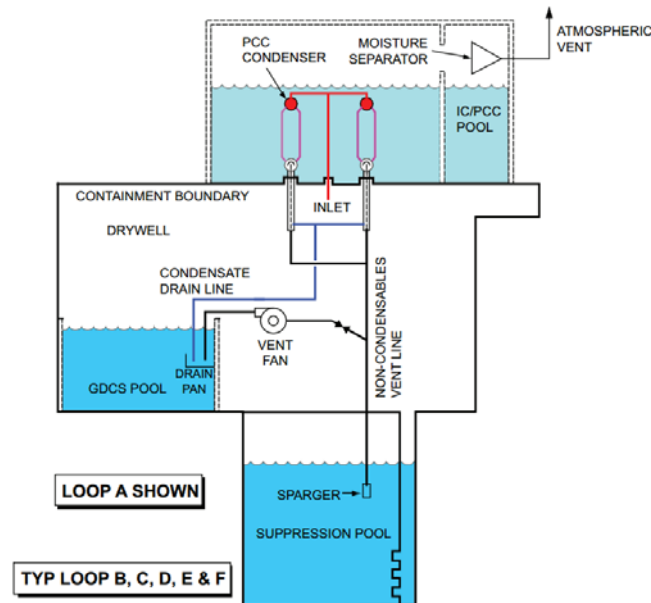 PCC
CONDENSER
MOISTURE
SEPARATOR
ATMOSPHERIC
VENT
IC/PCC
POOL
CONTAINMENT BOUNDARY
INLET
DRYWELL
CONDENSATE
DRAIN LINE
VENT
FAN
NON-CONDENSABLES
VENT LINE
GDCS POOL
DRAIN
PAN
LOOP A SHOWN
SPARGER
SUPPRESSION POOL
TYP LOOP B, C, D, E & F